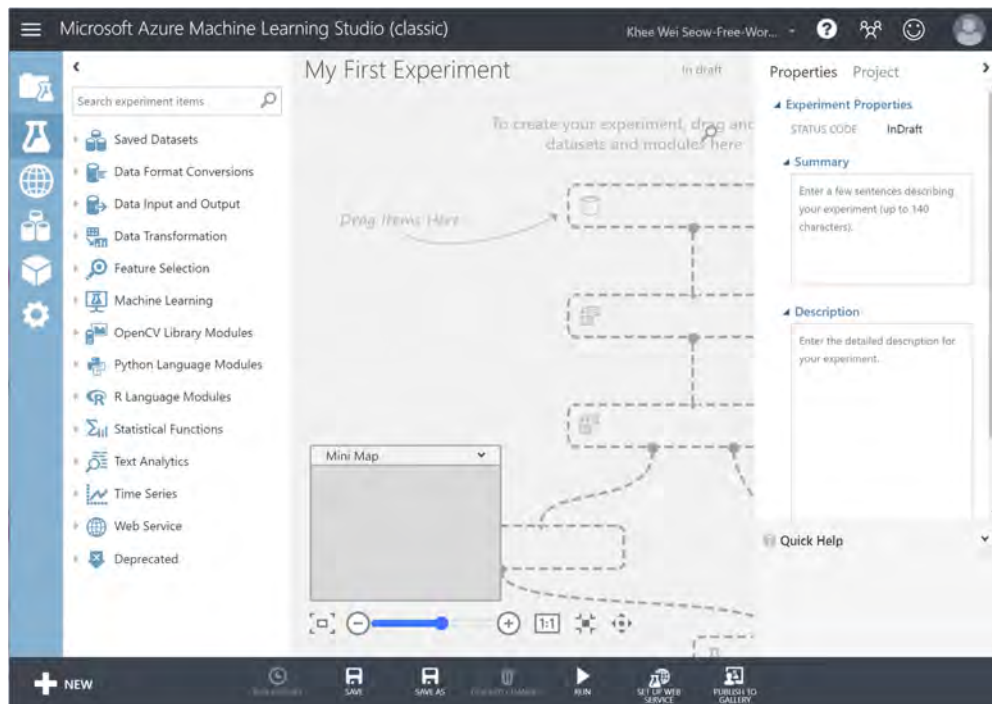 Microsoft Azure Machine Learning Studio (classic)
Khee Wei Seow-Free-Wor...
?
My First Experiment
In draft
Properties
Project
Search experiment items
Saved Datasets
Data Format Conversions
Data Input and Output
Data Transformation
Feature Selection
Machine Learning
OpenCV Library Modules
Python Language Modules
R Language Modules
Statistical Functions
Text Analytics
Time Series
Web Service
Deprecated
To create your experiment, drag and
datasets and modules here
Drag Items Here
Mini Map
1:1
Experiment Properties
STATUS CODE
InDraft
Summary
Enter a few sentences describing
your experiment (up to 140
characters).
Description
Enter the detailed description for
your experiment.
Quick Help
NEW
SAVE
SAVE AS
RUN
SET UP WEB
SERVICE
PUBLISH TO
GALLERY